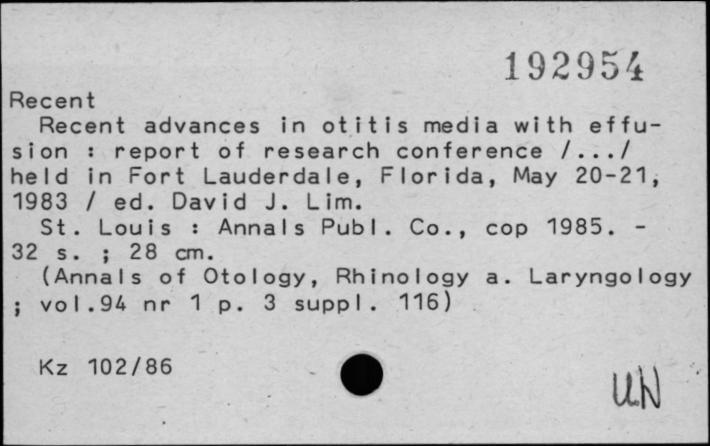 192954
Recent
Recent advances in otitis media with effu-
sion : report of research conference /.../
held in Fort Lauderdale, Florida, May 20-21,
1983 / ed. David J. Lim.
St. Louis : Annals Publ. Co., cop 1985. -
32 s. ; 28 cm.
(Annals of Otology, Rhinology a. Laryngology
; vol.94 nr 1 p. 3 suppl. 116)
Kz 102/86
UN